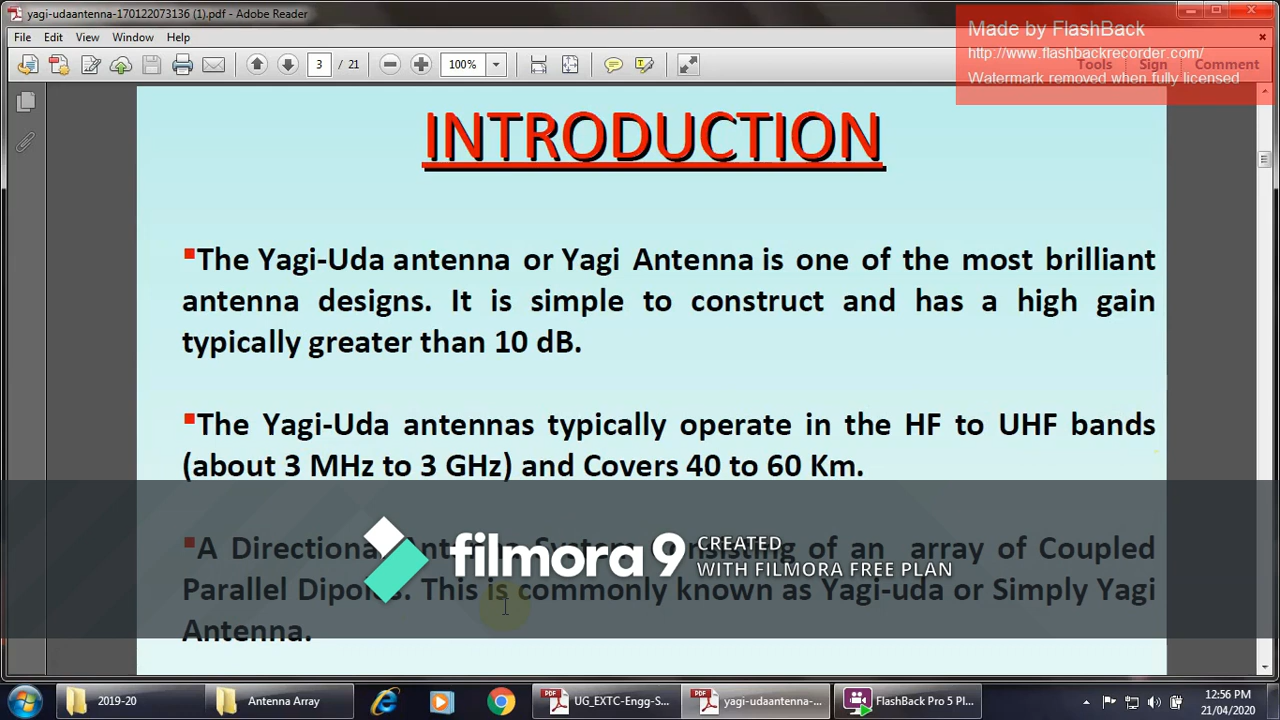 yagi-udaantenna-170122073136 (1).pdf - Adobe Reader
Made by FlashBack
http://www.flashbackrecorder.com/
Watermark removed when fully licensed
File Edit View Window Help
3 / 21 100% Tools Sign Comment
INTRODUCTION
The Yagi-Uda antenna or Yagi Antenna is one of the most brilliant
antenna designs. It is simple to construct and has a high gain
typically greater than 10 dB.
The Yagi-Uda antennas typically operate in the HF to UHF bands
(about 3 MHz to 3 GHz) and Covers 40 to 60 Km.
A Directional Antenna System consisting of an array of Coupled
Parallel Dipoles. This is commonly known as Yagi-uda or Simply Yagi
Antenna.
filmora9 CREATED
WITH FILMORA FREE PLAN
2019-20 Antenna Array UG_EXTC-Engg-S... yagi-udaantenna-... FlashBack Pro 5 Pl...
12:56 PM
21/04/2020